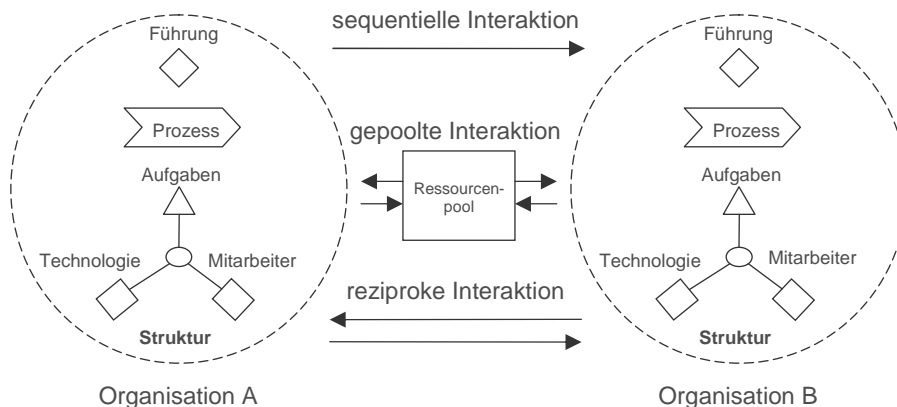 sequentielle Interaktion
Führung
Führung
Prozess
gepoolte Interaktion
Prozess
Aufgaben
Ressourcen-
pool
Aufgaben
Technologie
Mitarbeiter
Technologie
Mitarbeiter
reziproke Interaktion
Struktur
Struktur
Organisation A
Organisation B